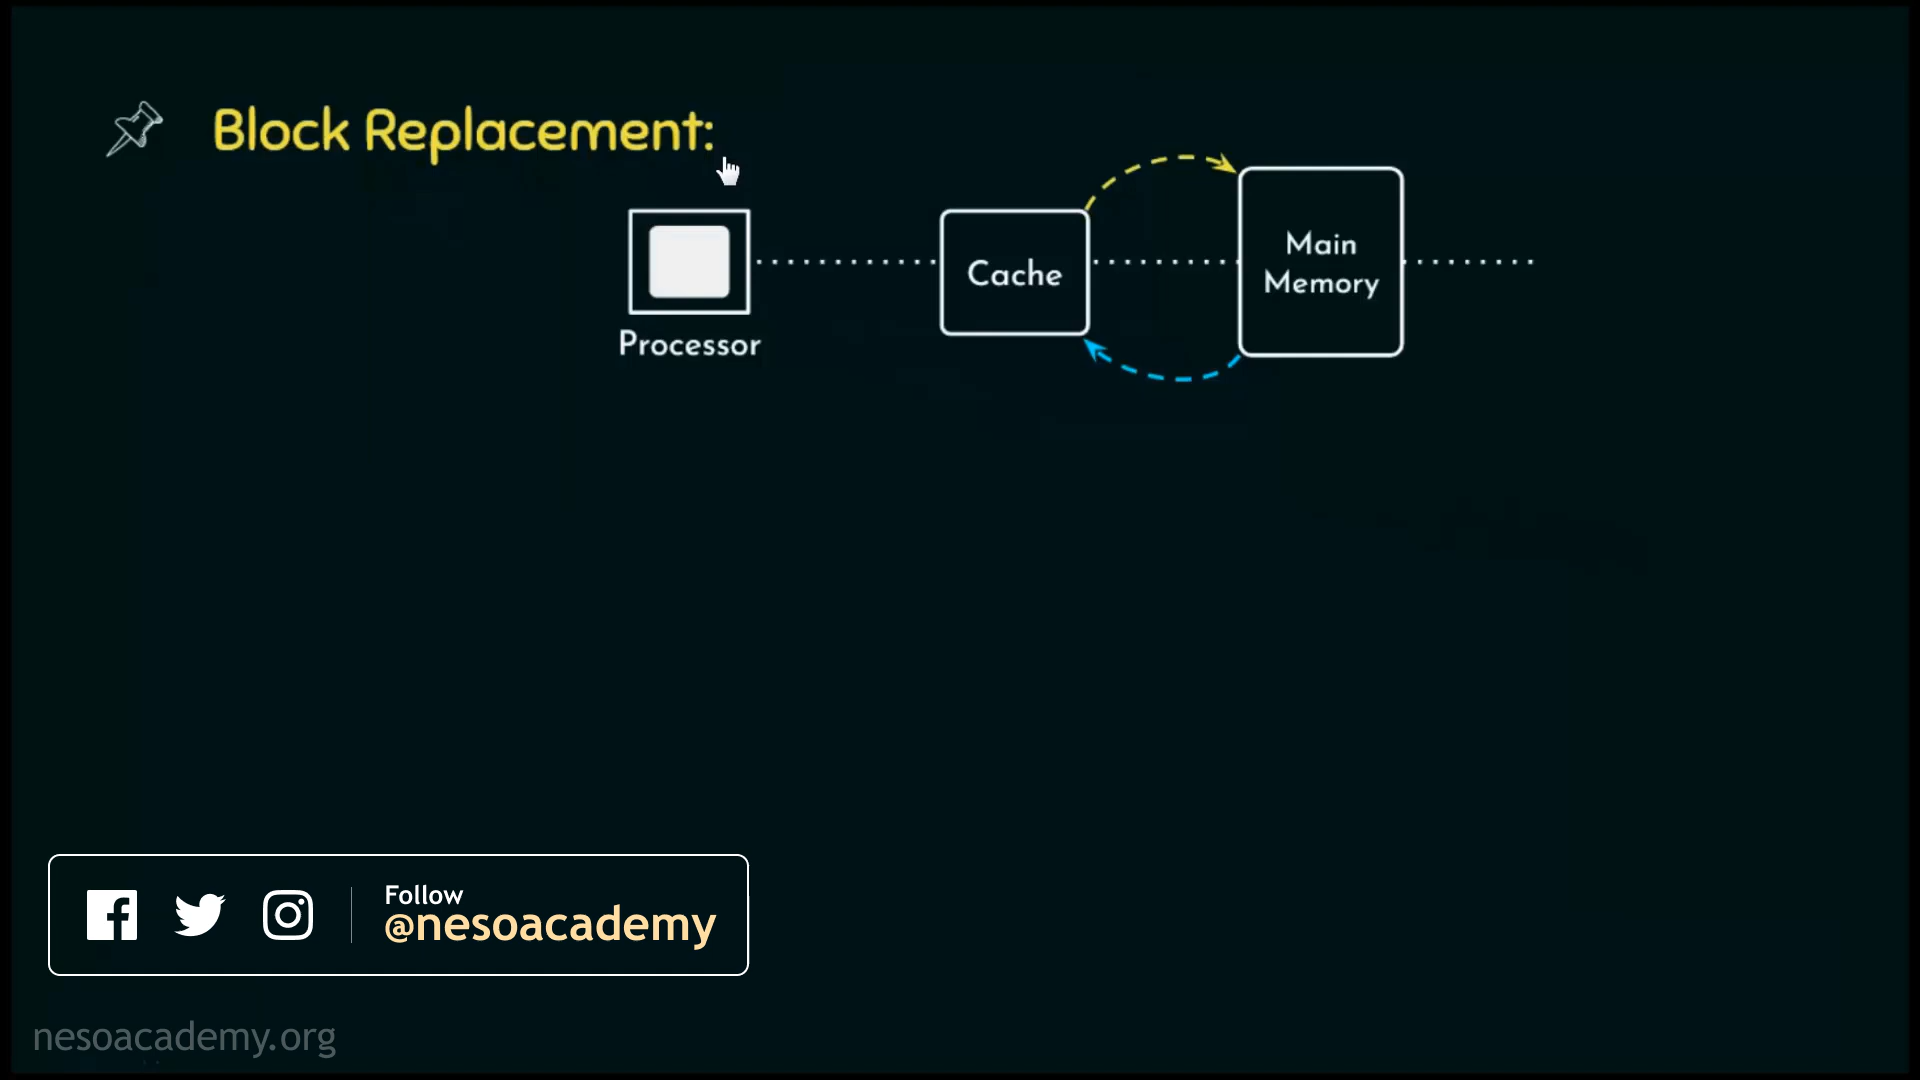 Block Replacement:
Processor
Cache
Main
Memory
Follow
@nesoacademy
nesoacademy.org